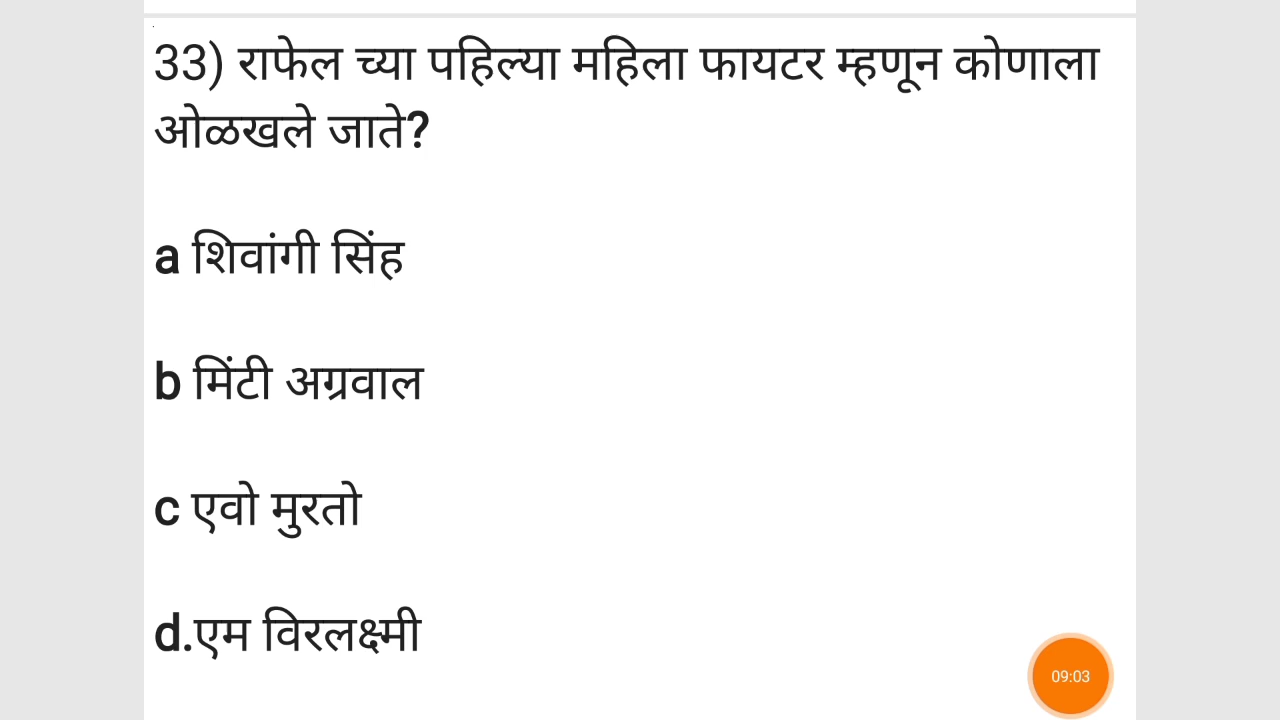 33) राफेल च्या पहिल्या महिला फायटर म्हणून कोणाला
ओळखले जाते?
a शिवांगी सिंह
b मिंटी अग्रवाल
c एवो मुरतो
d.एम विरलक्ष्मी
09:03